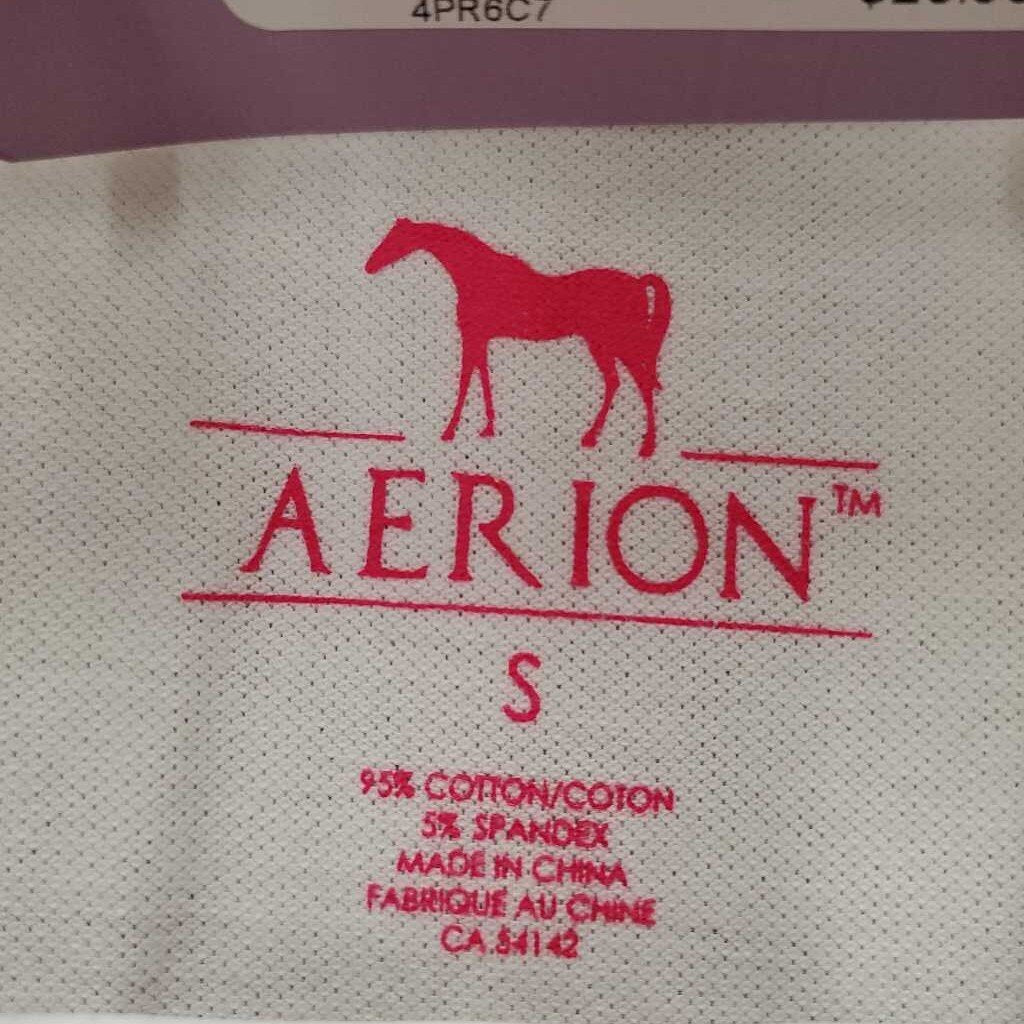 4PR6C7
AERION™
S
95% COTTON/COTON
5% SPANDEX
MADE IN CHINA
FABRIQUE AU CHINE
CA 54142